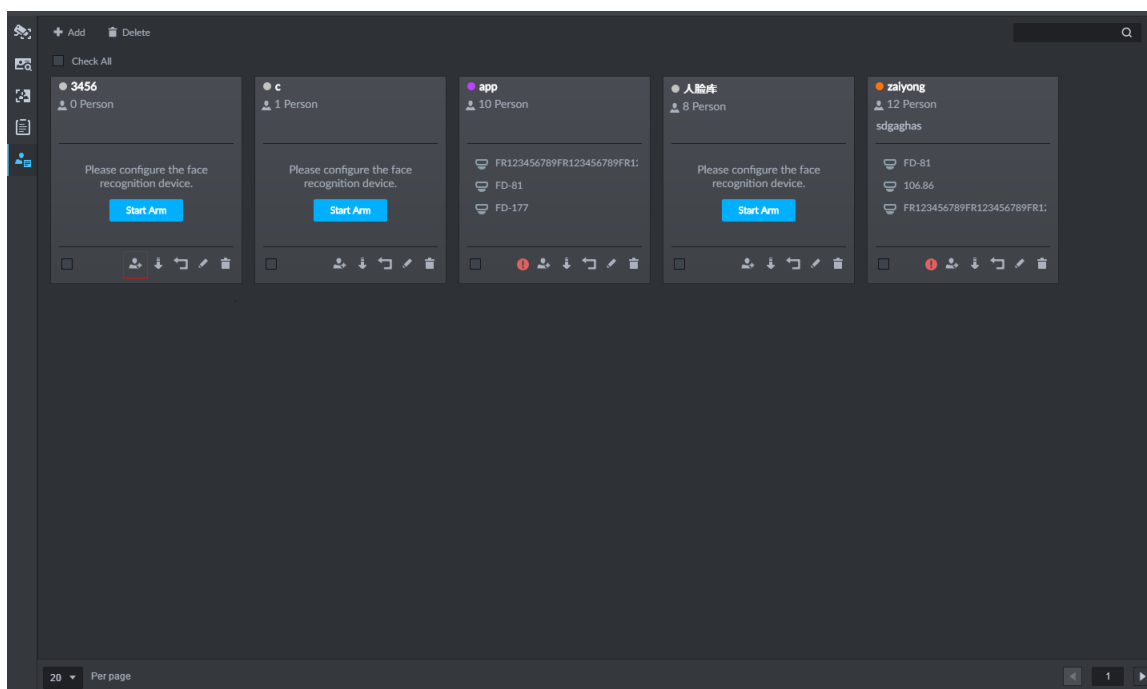 Add Delete
Check All
3456
0 Person
Please configure the face
recognition device.
Start Arm
c
1 Person
Please configure the face
recognition device.
Start Arm
app
10 Person
FR123456789FR123456789FR1:
FD-81
FD-177
人脸库
8 Person
Please configure the face
recognition device.
Start Arm
zaiyong
12 Person
sdgaghas
FD-81
106.86
FR123456789FR123456789FR1:
20 Per page
1